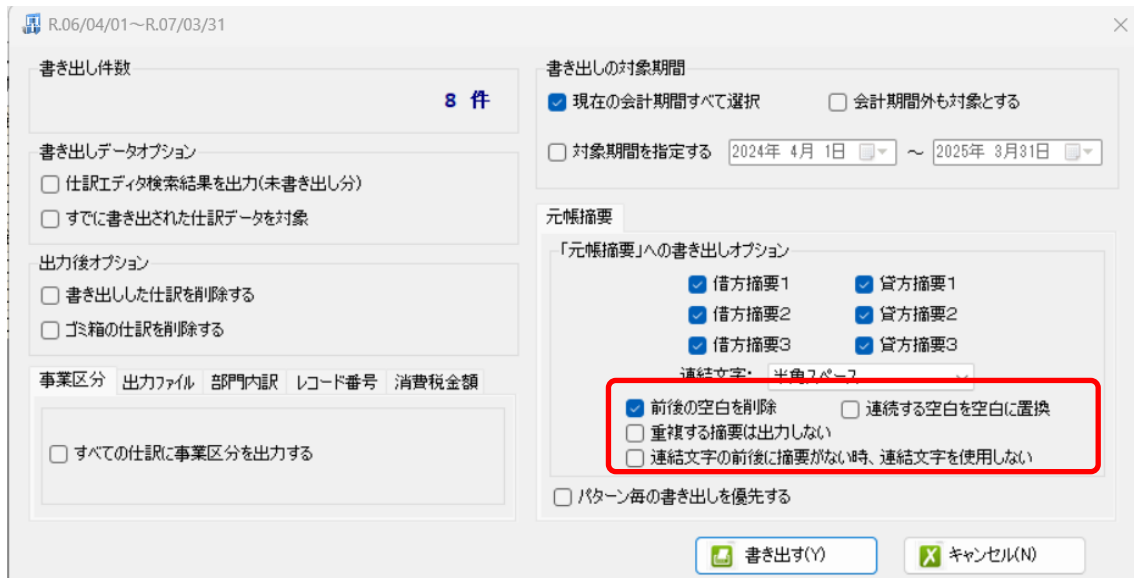 R.06/04/01～R.07/03/31
書き出し件数
8 件
書き出しデータオプション
仕訳エディタ検索結果を出力(未書き出し分)
すでに書き出された仕訳データを対象
出力後オプション
書き出しした仕訳を削除する
ゴミ箱の仕訳を削除する
事業区分 出力ファイル 部門内訳 レコード番号 消費税金額
すべての仕訳に事業区分を出力する
書き出しの対象期間
現在の会計期間すべて選択 会計期間外も対象とする
対象期間を指定する 2024年 4月 1日 ～ 2025年 3月31日
元帳摘要
「元帳摘要」への書き出しオプション
借方摘要1 貸方摘要1
借方摘要2 貸方摘要2
借方摘要3 貸方摘要3
連結文字: 半角スペース
前後の空白を削除 連続する空白を空白に置換
重複する摘要は出力しない
連結文字の前後に摘要がない時、連結文字を使用しない
パターン毎の書き出しを優先する
書き出す(Y) キャンセル(N)